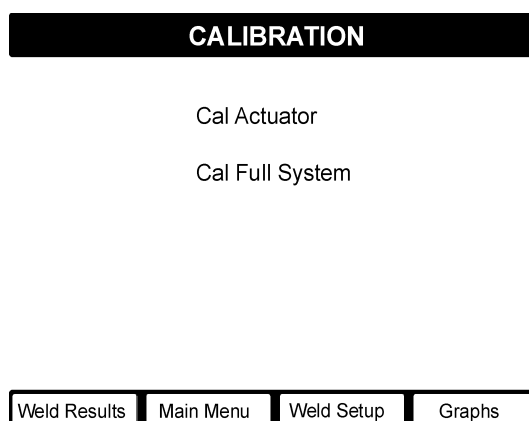 CALIBRATION
Cal Actuator
Cal Full System
Weld Results Main Menu Weld Setup Graphs